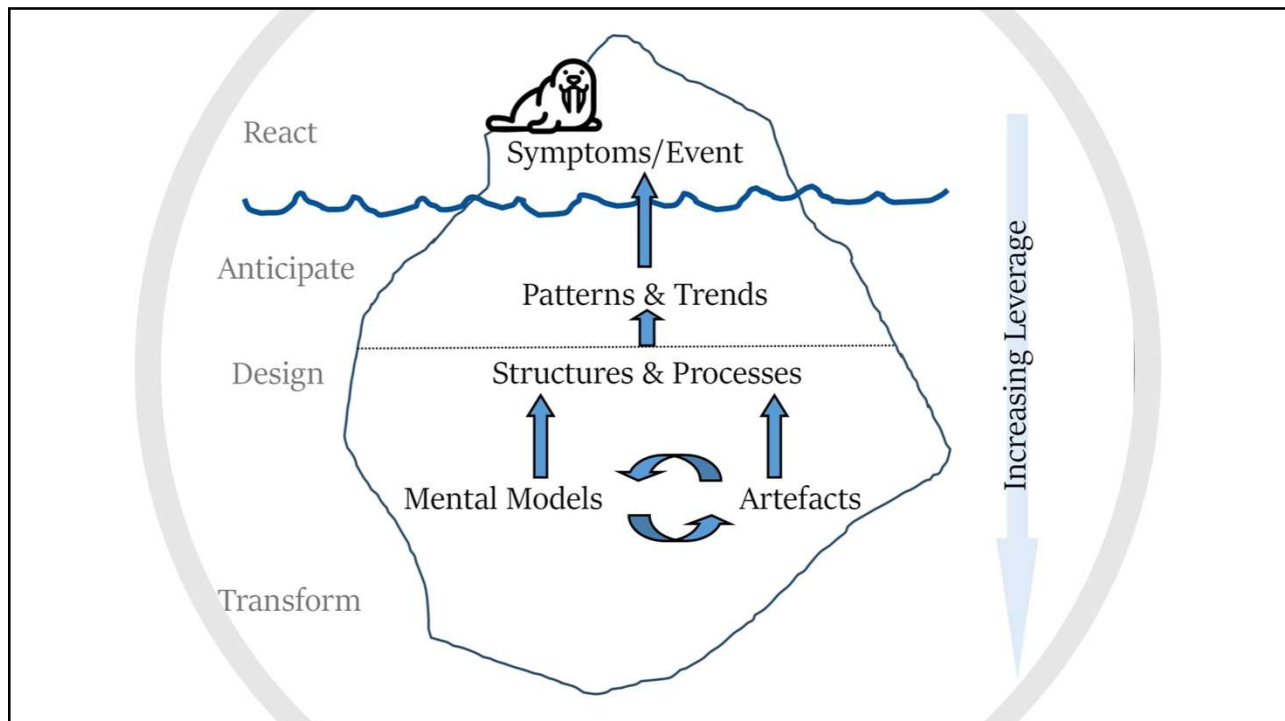 React
Symptoms/Event
Anticipate
Patterns & Trends
Design
Structures & Processes
Mental Models
Artefacts
Transform
Increasing Leverage